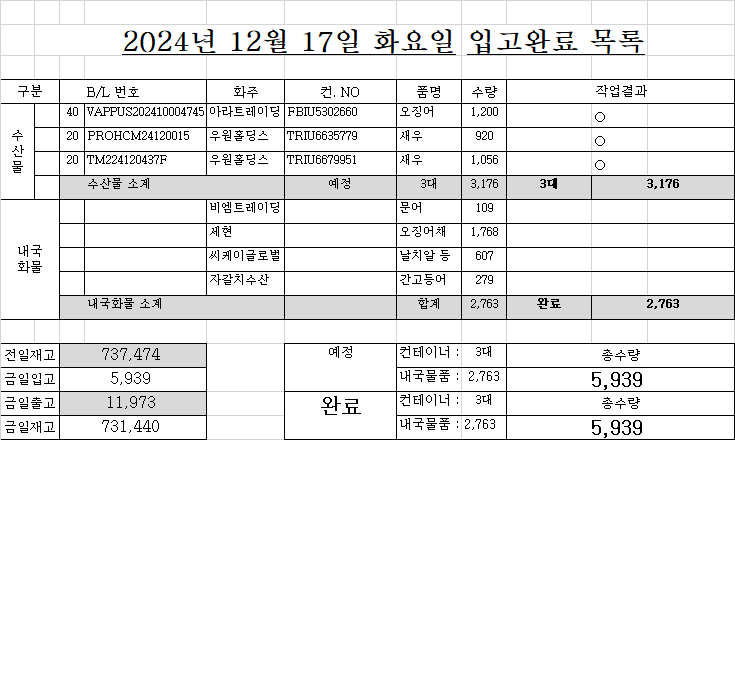 2024년 12월 17일 화요일 입고완료 목록
구분 B/L 번호 화주 컨. NO 품명 수량 작업결과
수산물
40 VAPPUS202410004745 아라트레이딩 FBIU5302660 오징어 1,200 ○
20 PROHCM24120015 우원홀딩스 TRIU6635779 새우 920 ○
20 TM224120437F 우원홀딩스 TRIU6679951 새우 1,056 ○
수산물 소계 예정 3대 3,176 3대 3,176
내국화물
비엠트레이딩 문어 109
세현 오징어채 1,768
씨케이글로벌 날치알 등 607
자갈치수산 간고등어 279
내국화물 소계 합계 2,763 완료 2,763
전일재고 737,474 예정 컨테이너 : 3대 총수량
금일입고 5,939 내국물품 : 2,763 5,939
금일출고 11,973 완료 컨테이너 : 3대 총수량
금일재고 731,440 내국물품 : 2,763 5,939